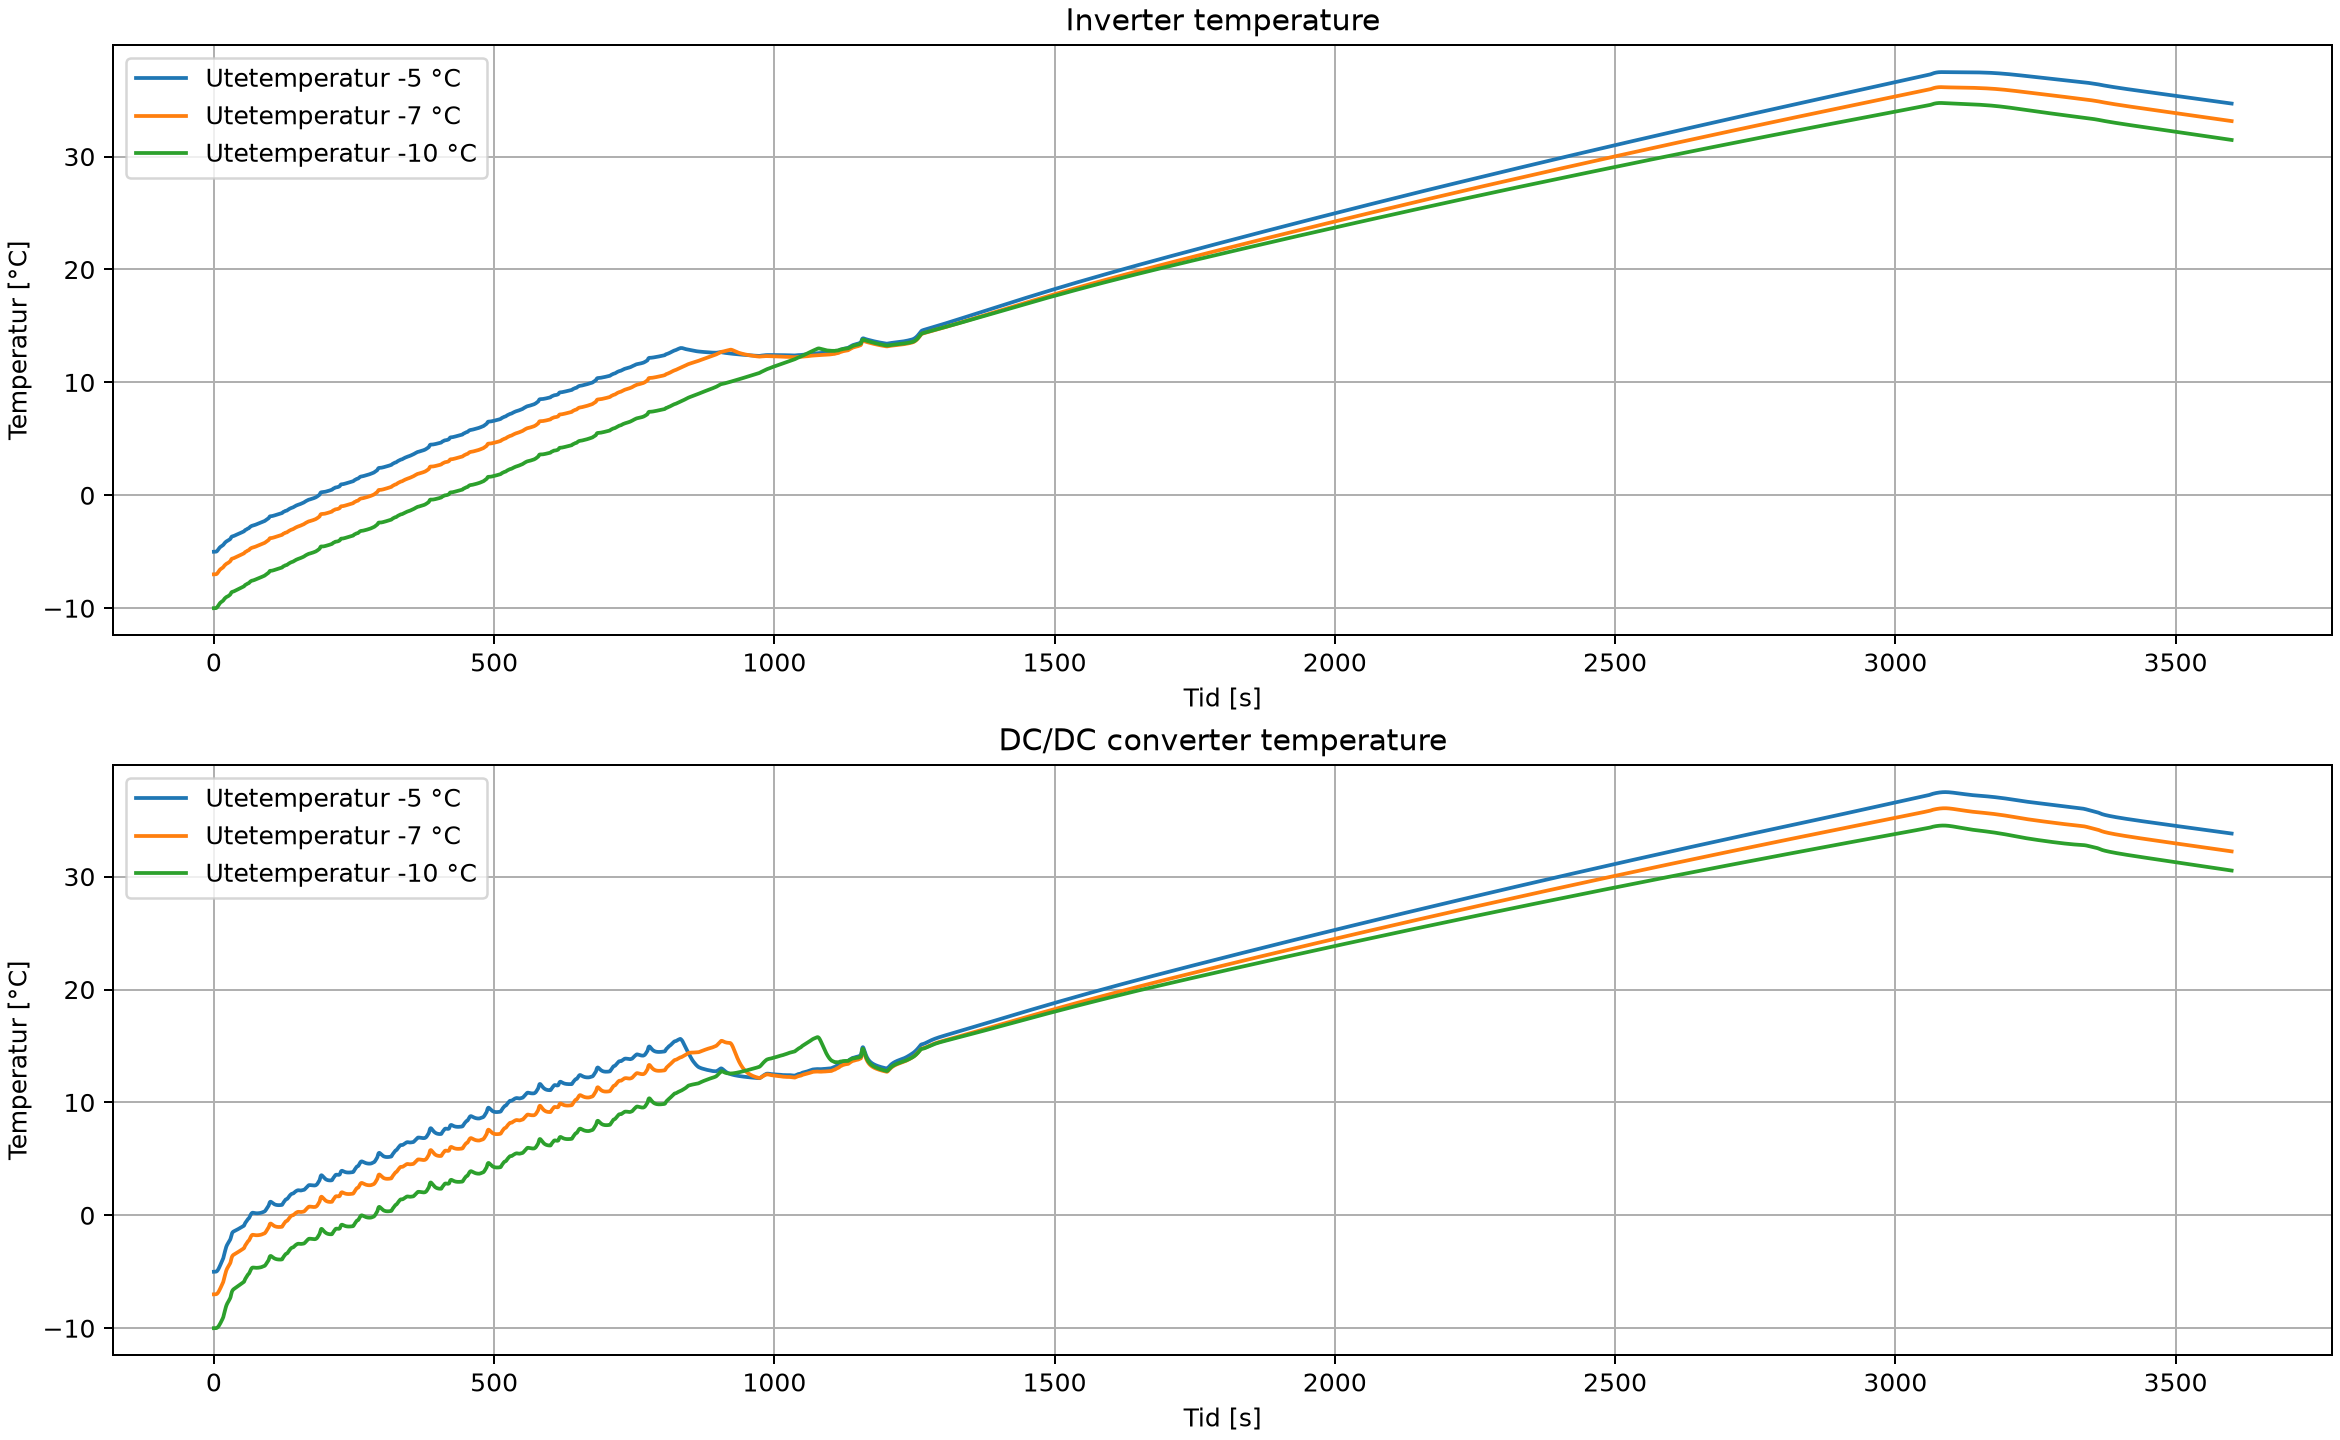 Inverter temperature
Utetemperatur -5 °C
Utetemperatur -7 °C
Utetemperatur -10 °C
Temperatur [°C]
30
20
10
0
−10
0 500 1000 1500 2000 2500 3000 3500
Tid [s]
DC/DC converter temperature
Utetemperatur -5 °C
Utetemperatur -7 °C
Utetemperatur -10 °C
Temperatur [°C]
30
20
10
0
−10
0 500 1000 1500 2000 2500 3000 3500
Tid [s]